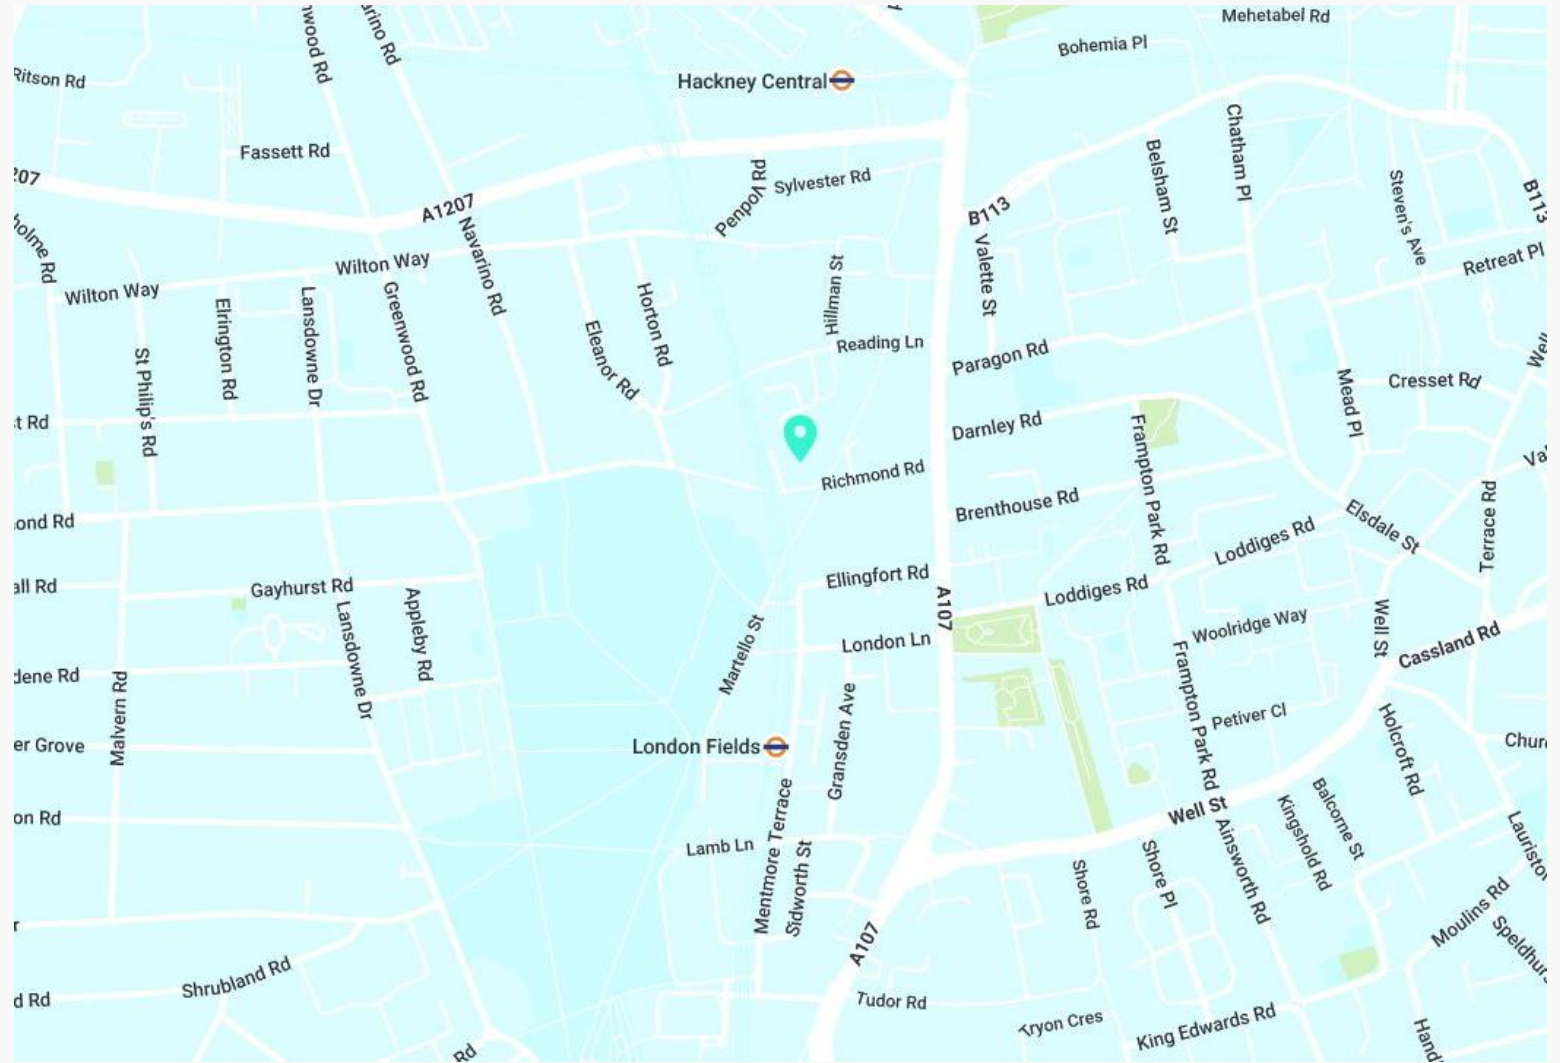 Mehetabel Rd
Bohemia Pl
Ritson Rd
Hackney Central
Fassett Rd
Chatham Pl
Belsham St
Penpoyl Rd
Sylvester Rd
Steven's Ave
B113
B113
A1207
Navarino Rd
Valette St
Wilton Way
Wilton Way
Retreat Pl
Hillman St
Horton Rd
Elrington Rd
Lansdowne Dr
Greenwood Rd
Eleanor Rd
Reading Ln
Paragon Rd
St Philip's Rd
Mead Pl
Cresset Rd
Darnley Rd
Frampton Park Rd
Richmond Rd
Brenthouse Rd
Elsdale St
Terrace Rd
Loddiges Rd
Gayhurst Rd
Ellingfort Rd
Loddiges Rd
A107
Appleby Rd
Lansdowne Dr
Martello St
London Ln
Woolridge Way
Well St
Cassland Rd
Malvern Rd
Frampton Park Rd
Gransden Ave
Petiver Cl
Holcroft Rd
London Fields
Well St
Balcorne St
Kingshold Rd
Ainsworth Rd
Lamb Ln
Mentmore Terrace
Sidworth St
Shore Rd
Shore Pl
Moulins Rd
A107
Shrubland Rd
Tudor Rd
Tryon Cres
King Edwards Rd